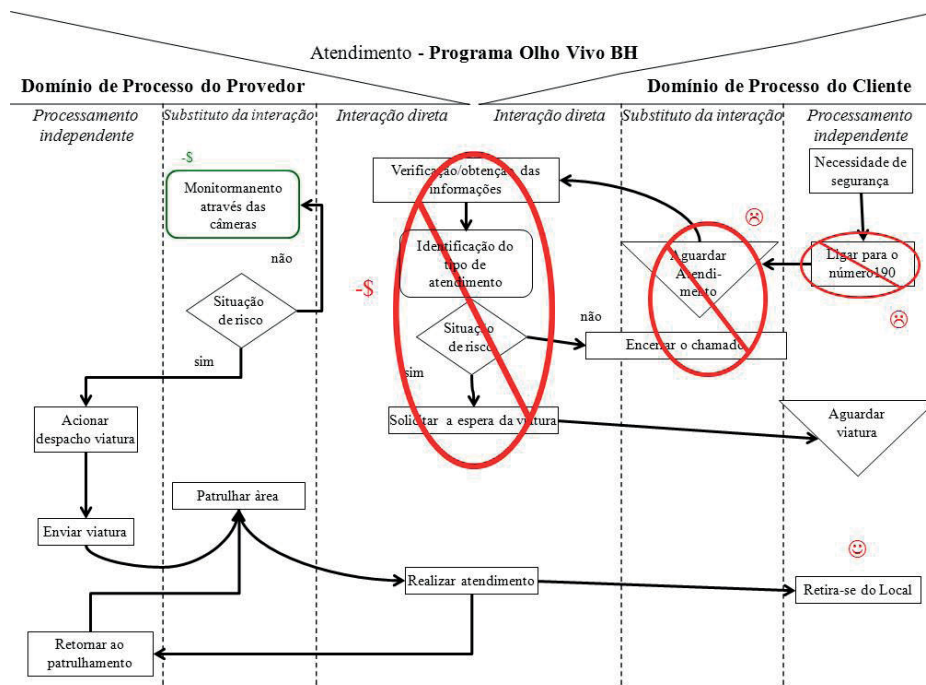 Atendimento - Programa Olho Vivo BH
Domínio de Processo do Provedor
Domínio de Processo do Cliente
Processamento
independente
Substituto da interação
Interação direta
Interação direta
Substituto da interação
Processamento
independente
-$
Monitormanento
através das
câmeras
não
Situação
de risco
sim
Acionar
despacho viatura
Enviar viatura
Patrulhar área
Retornar ao
patrulhamento
Verificação/obtenção das
informações
Identificação do
tipo de
atendimento
-$
Situação
de risco
não
sim
Solicitar a espera da viatura
Realizar atendimento
Aguardar
Atendi-
mento
Encerrar o chamado
Necessidade de
segurança
Ligar para o
número190
Aguardar
viatura
Retira-se do Local